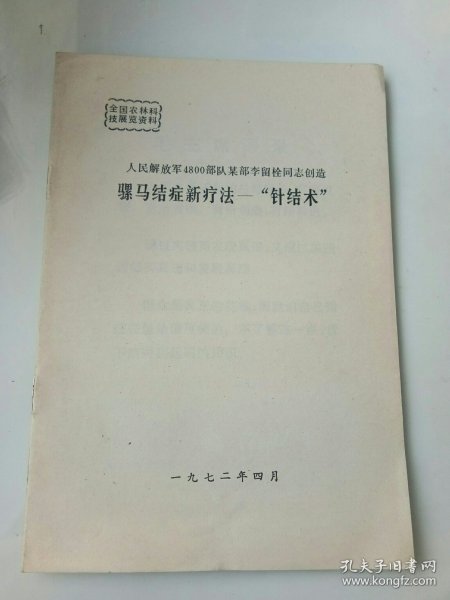 全国农林科
技展览资料
人民解放军4800部队某部李留栓同志创造
骡马结症新疗法—“针结术”
一九七二年四月
孔夫子旧书网
www.kongfz.com